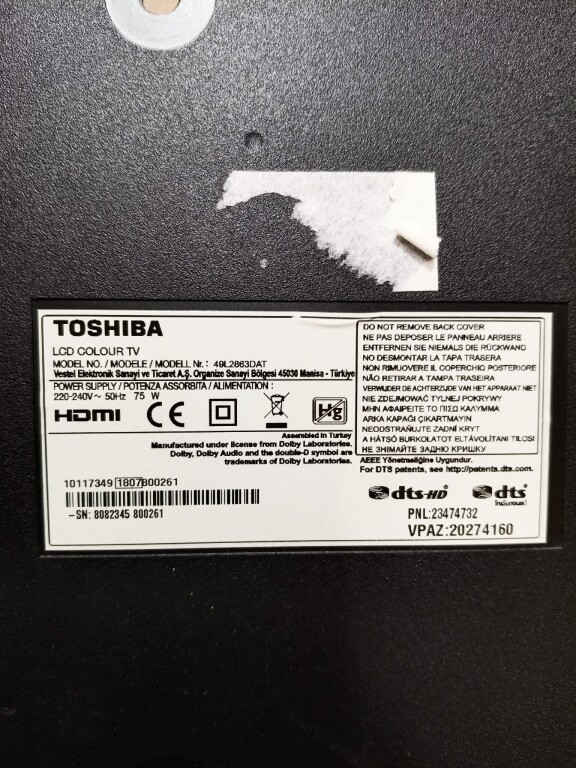 TOSHIBA
LCD COLOUR TV
MODEL NO. / MODELE / MODELL Nr. : 49L2863DAT
Vestel Elektronik Sanayi ve Ticaret A.Ş. Organize Sanayi Bölgesi 45030 Manisa - Türkiye
POWER SUPPLY / POTENZA ASSORBITA / ALIMENTATION :
220-240V~ 50Hz 75 W
HDMI CE Hg
Assembled in Turkey
Manufactured under license from Dolby Laboratories.
Dolby, Dolby Audio and the double-D symbol are
trademarks of Dolby Laboratories.
10117349 1807B00261
-SN: 8082345 800261
DO NOT REMOVE BACK COVER
NE PAS DEPOSER LE PANNEAU ARRIERE
ENTFERNEN SIE NIEMALS DIE RÜCKWAND
NO DESMONTAR LA TAPA TRASERA
NON RIMUOVERE IL COPERCHIO POSTERIORE
NÃO RETIRAR A TAMPA TRASEIRA
VERWIJDER DE ACHTERZIJDE VAN HET APPARAAT NIET
NIE ZDEJMOWAĆ TYLNEJ POKRYWY
ΜΗΝ ΑΦΑΙΡΕΙΤΕ ΤΟ ΠΙΣΩ ΚΑΛΥΜΜΑ
ARKA KAPAĞI ÇIKARTMAYIN
NEODSTRAŇUJTE ZADNÍ KRYT
A HÁTSÓ BURKOLATOT ELTÁVOLÍTANI TILOS!
НЕ ЗНИМАЙТЕ ЗАДНЮ КРИШКУ
AEEE Yönetmeliğine Uygundur.
For DTS patents, see http://patents.dts.com.
dts-HD dts
TruSurround
PNL:23474732
VPAZ:20274160